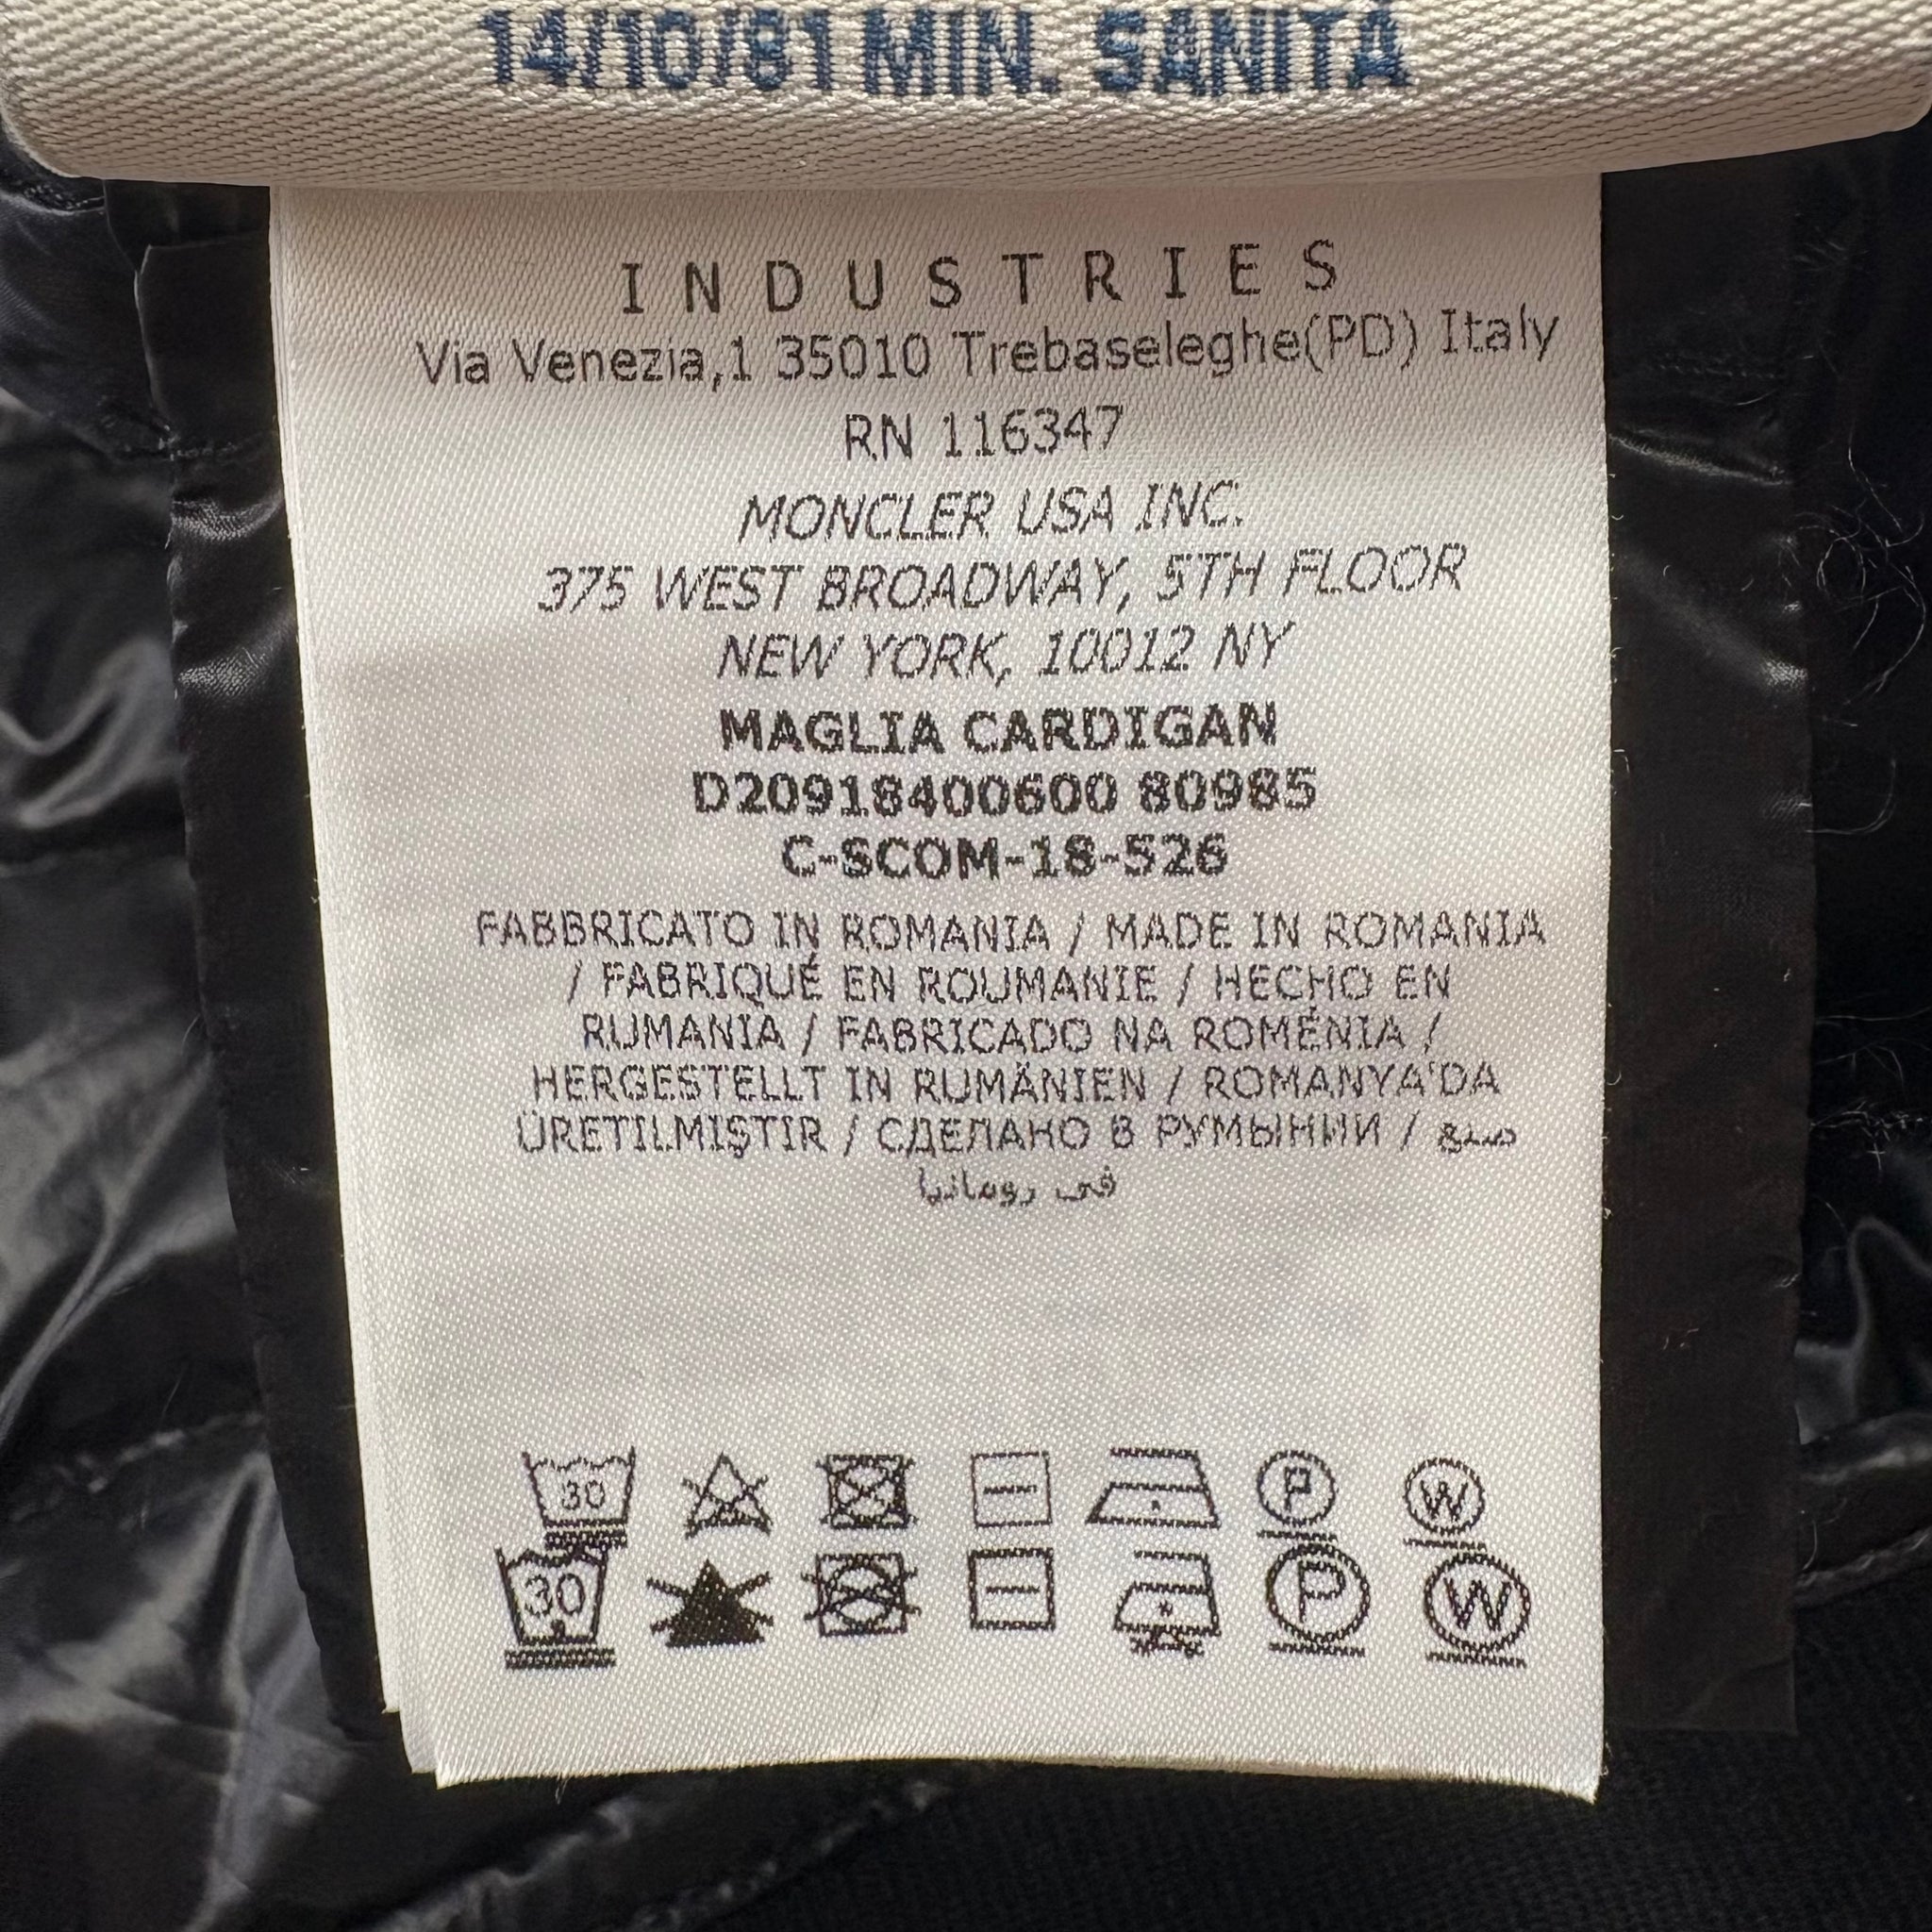 14/10/81 MIN. SANITÀ
INDUSTRIES
Via Venezia,1 35010 Trebaseleghe(PD) Italy
RN 116347
MONCLER USA INC.
375 WEST BROADWAY, 5TH FLOOR
NEW YORK, 10012 NY
MAGLIA CARDIGAN
D20918400600 80985
C-SCOM-18-526
FABBRICATO IN ROMANIA / MADE IN ROMANIA
/ FABRIQUÉ EN ROUMANIE / HECHO EN
RUMANIA / FABRICADO NA ROMÉNIA /
HERGESTELLT IN RUMÄNIEN / ROMANYA'DA
ÜRETILMIŞTIR / СДЕЛАНО В РУМЫНИИ / صنع
في رومانيا
30 P W
30 P W